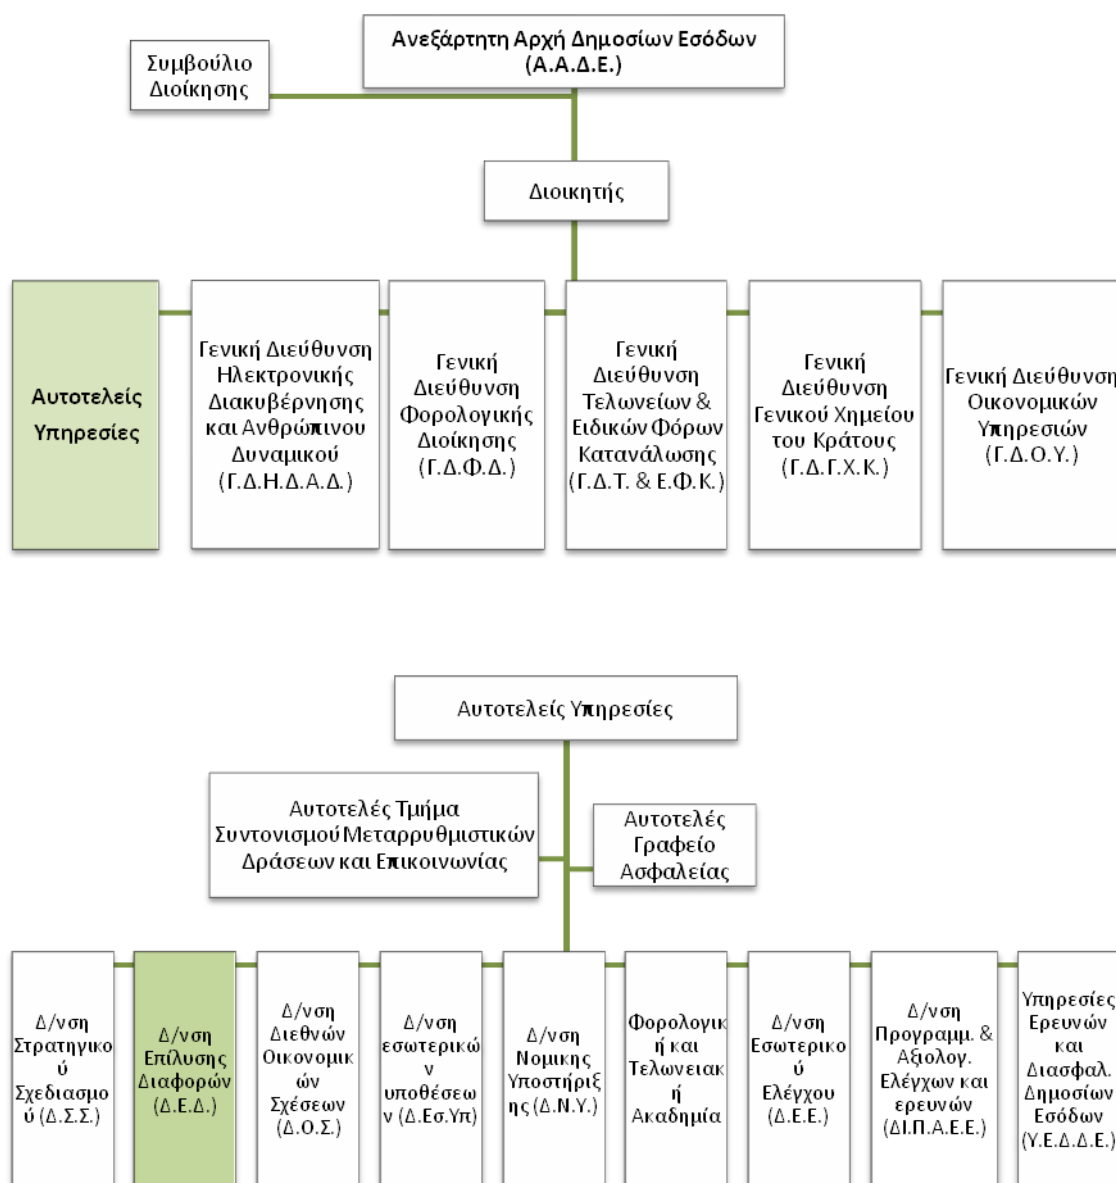 Ανεξάρτητη Αρχή Δημοσίων Εσόδων
(Α.Α.Δ.Ε.)
Συμβούλιο
Διοίκησης
Διοικητής
Αυτοτελείς
Υπηρεσίες
Γενική Διεύθυνση
Ηλεκτρονικής
Διακυβέρνησης
και Ανθρώπινου
Δυναμικού
(Γ.Δ.Η.Δ.Α.Δ.)
Γενική
Διεύθυνση
Φορολογικής
Διοίκησης
(Γ.Δ.Φ.Δ.)
Γενική
Διεύθυνση
Τελωνείων &
Ειδικών Φόρων
Κατανάλωσης
(Γ.Δ.Τ. & Ε.Φ.Κ.)
Γενική
Διεύθυνση
Γενικού Χημείου
του Κράτους
(Γ.Δ.Γ.Χ.Κ.)
Γενική Διεύθυνση
Οικονομικών
Υπηρεσιών
(Γ.Δ.Ο.Υ.)
Αυτοτελείς Υπηρεσίες
Αυτοτελές Τμήμα
Συντονισμού Μεταρρυθμιστικών
Δράσεων και Επικοινωνίας
Αυτοτελές
Γραφείο
Ασφαλείας
Δ/νση
Στρατηγικο
ύ
Σχεδιασμο
ύ (Δ.Σ.Σ.)
Δ/νση
Επίλυσης
Διαφορών
(Δ.Ε.Δ.)
Δ/νση
Διεθνών
Οικονομικ
ών
Σχέσεων
(Δ.Ο.Σ.)
Δ/νση
εσωτερικώ
ν
υποθέσεω
ν (Δ.Εσ.Υπ)
Δ/νση
Νομικης
Υποστήριξ
ης (Δ.Ν.Υ.)
Φορολογικ
ή και
Τελωνειακ
ή
Ακαδημία
Δ/νση
Εσωτερικο
ύ
Ελέγχου
(Δ.Ε.Ε.)
Δ/νση
Προγραμμ. &
Αξιολογ.
Ελέγχων και
ερευνών
(ΔΙ.Π.Α.Ε.Ε.)
Υπηρεσίες
Ερευνών
και
Διασφαλ.
Δημοσίων
Εσόδων
(Υ.Ε.Δ.Δ.Ε.)